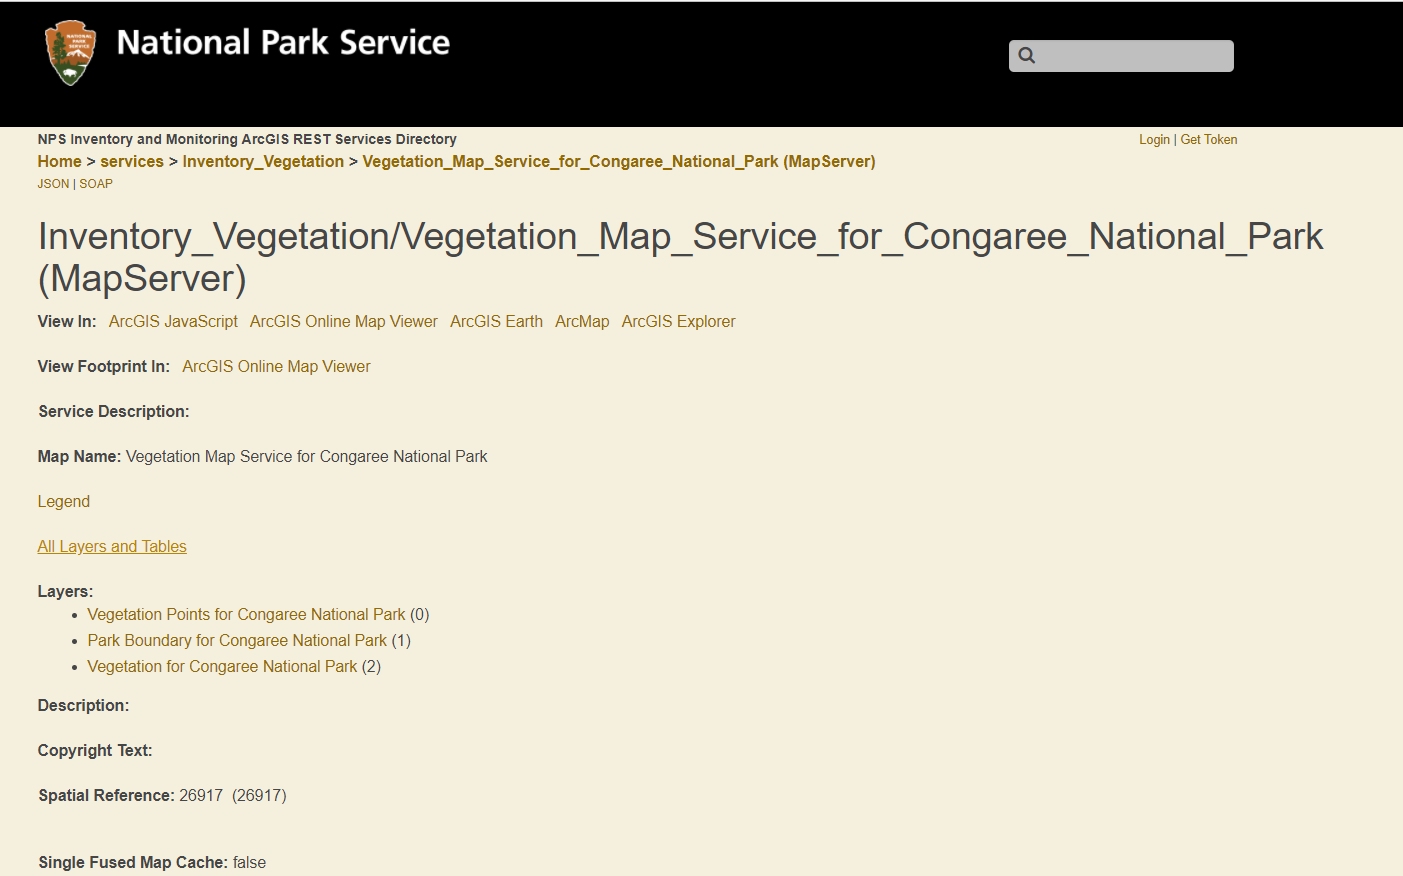 NATIONAL
PARK
SERVICE
National Park Service
NPS Inventory and Monitoring ArcGIS REST Services Directory
Login | Get Token
Home > services > Inventory_Vegetation > Vegetation_Map_Service_for_Congaree_National_Park (MapServer)
JSON | SOAP
Inventory_Vegetation/Vegetation_Map_Service_for_Congaree_National_Park
(MapServer)
View In: ArcGIS JavaScript ArcGIS Online Map Viewer ArcGIS Earth ArcMap ArcGIS Explorer
View Footprint In: ArcGIS Online Map Viewer
Service Description:
Map Name: Vegetation Map Service for Congaree National Park
Legend
All Layers and Tables
Layers:
• Vegetation Points for Congaree National Park (0)
• Park Boundary for Congaree National Park (1)
• Vegetation for Congaree National Park (2)
Description:
Copyright Text:
Spatial Reference: 26917 (26917)
Single Fused Map Cache: false